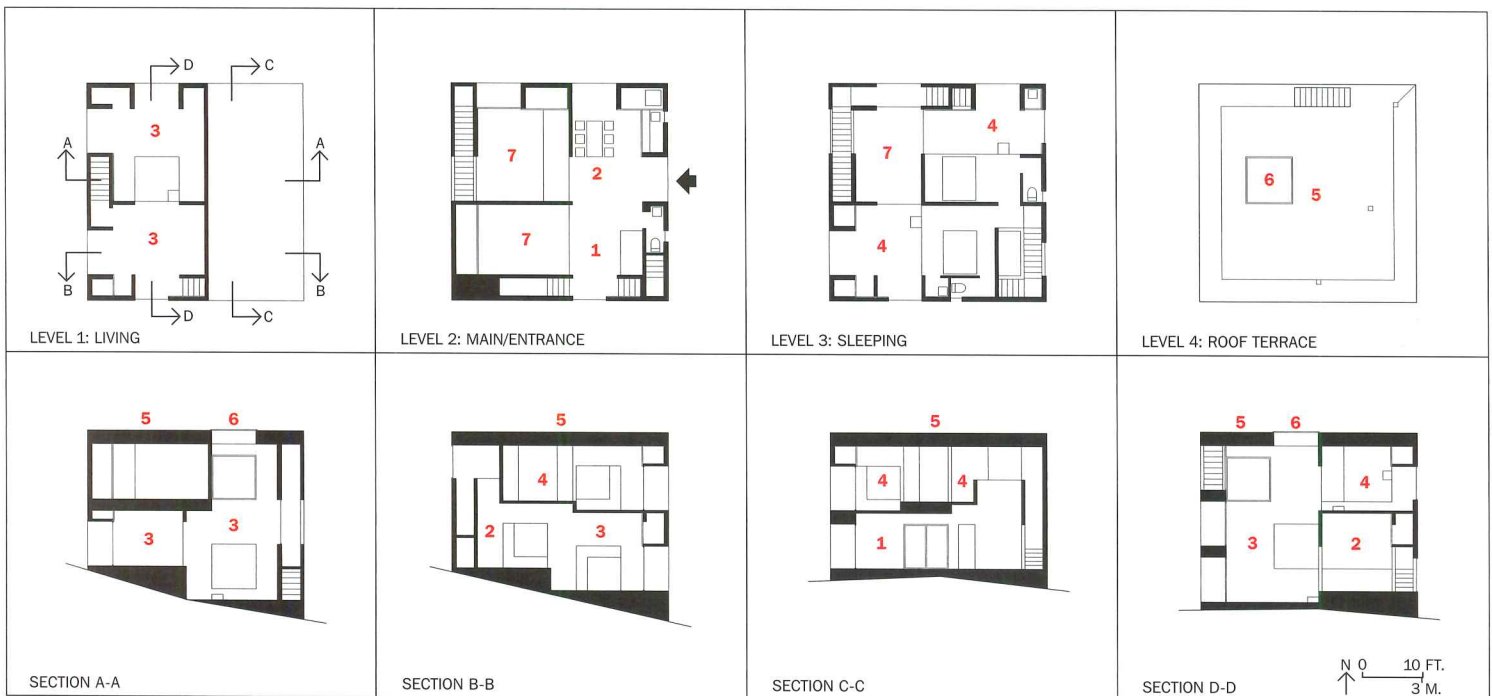 D
C
3
A
A
3
B
B
D
C
LEVEL 1: LIVING
7
2
7
1
LEVEL 2: MAIN/ENTRANCE
4
7
4
LEVEL 3: SLEEPING
6
5
LEVEL 4: ROOF TERRACE
5
6
3
3
SECTION A-A
5
4
2
3
SECTION B-B
5
4
4
1
SECTION C-C
5
6
4
3
2
SECTION D-D
N 0 10 FT.
3 M.